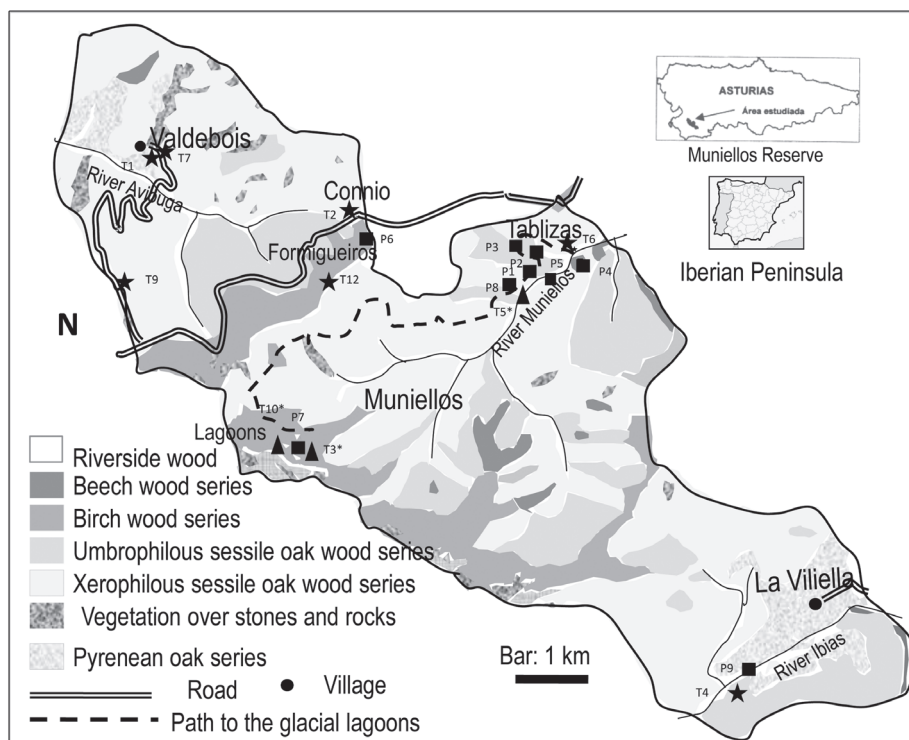 ASTURIAS
Área estudiada
Muniellos Reserve
Iberian Peninsula
Valdebois
T1
T7
River Avibuga
Connio
T2
P6
Formigueiros
T9
T12
Tablizas
P3
T6
P2
P5
P1
P4
P8
T5*
River Muniellos
N
Muniellos
T10*
P7
Lagoons
T3*
La Viliella
P9
River Ibias
T4
Riverside wood
Beech wood series
Birch wood series
Umbrophilous sessile oak wood series
Xerophilous sessile oak wood series
Vegetation over stones and rocks
Pyrenean oak series
Road
Village
Path to the glacial lagoons
Bar: 1 km